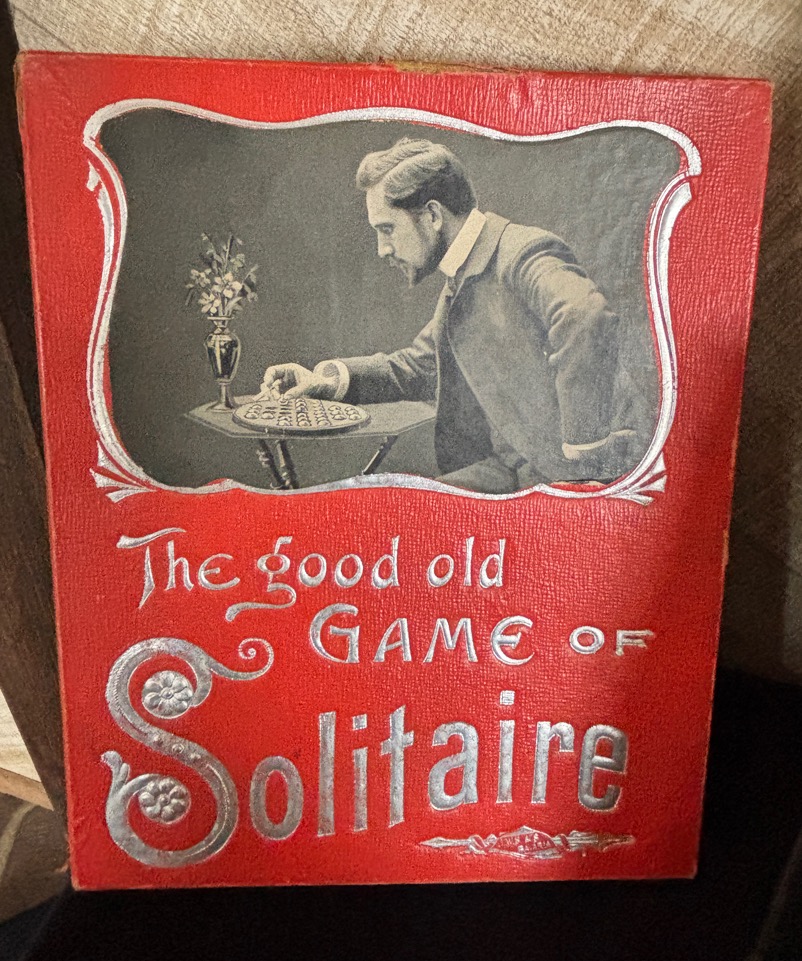 The good old
GAME OF
Solitaire